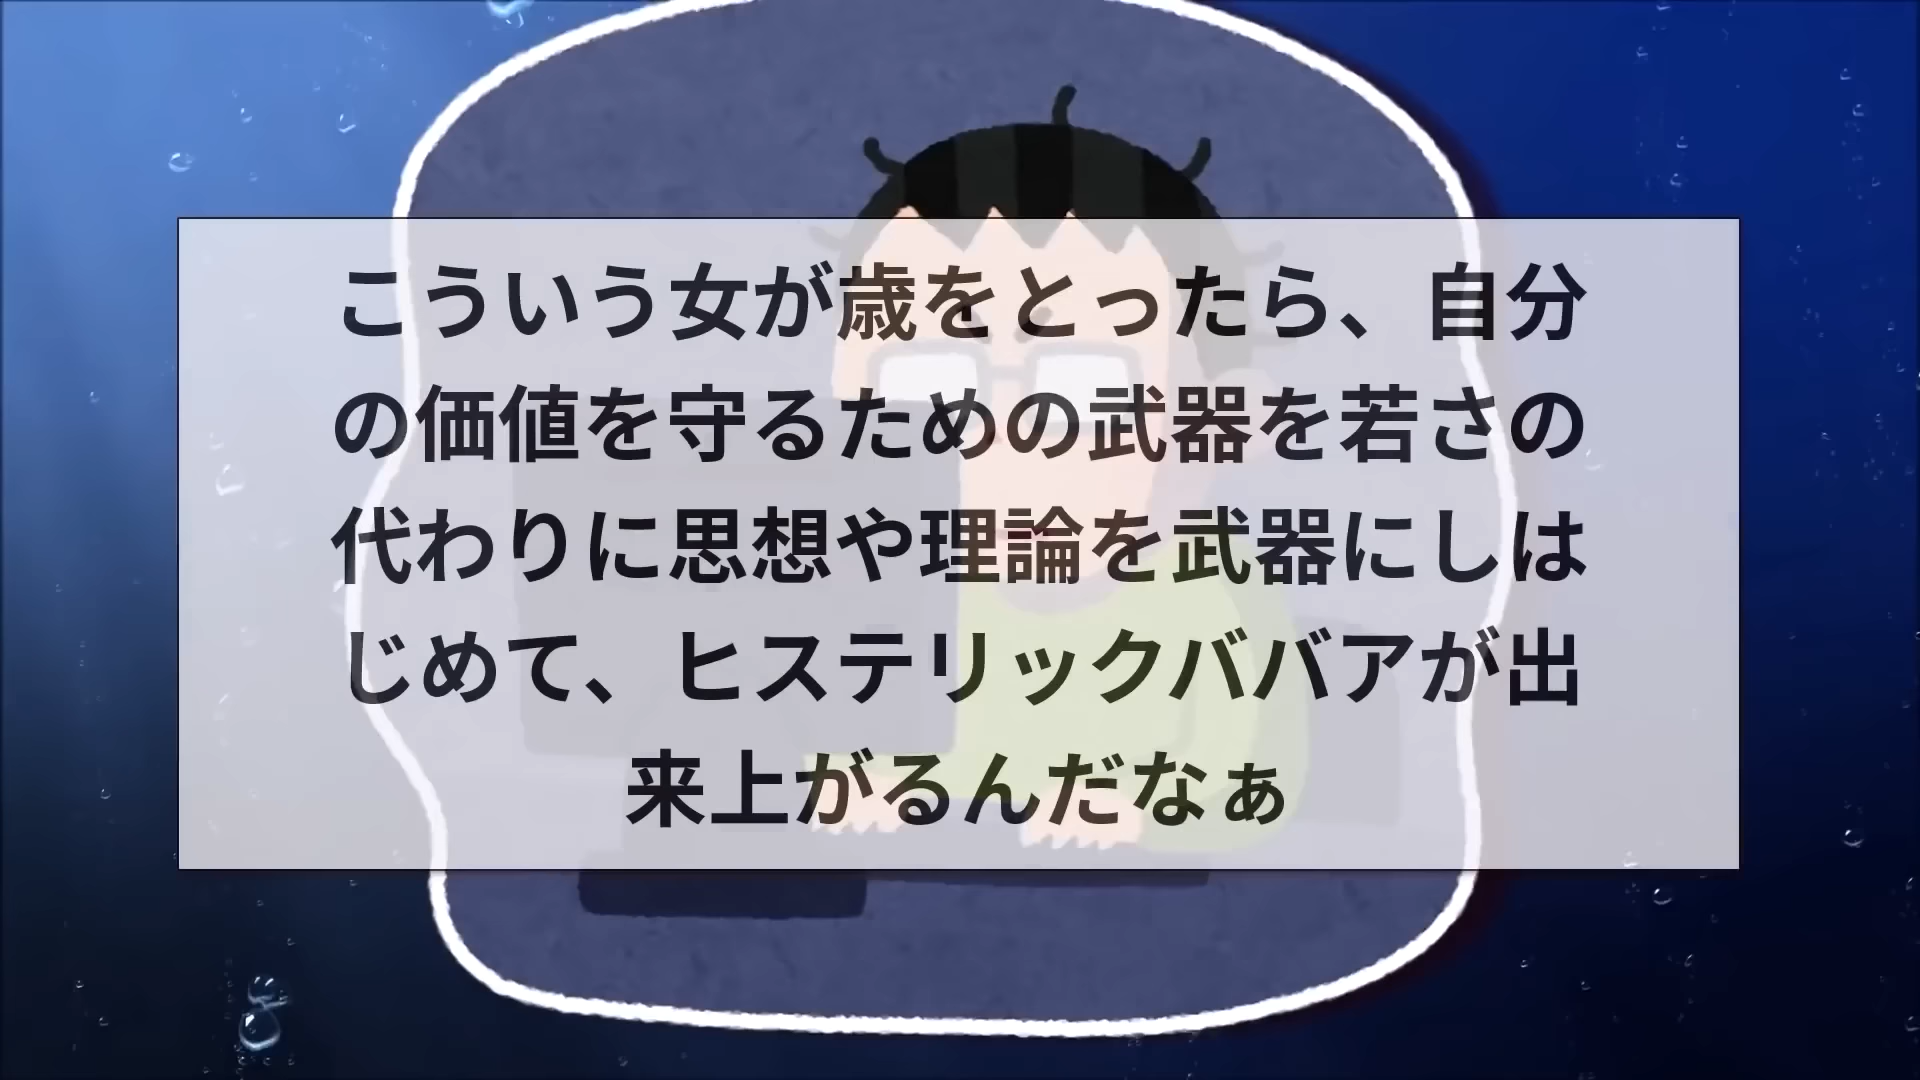 こういう女が歳をとったら、自分
の価値を守るための武器を若さの
代わりに思想や理論を武器にしは
じめて、ヒステリックババアが出
来上がるんだなぁ